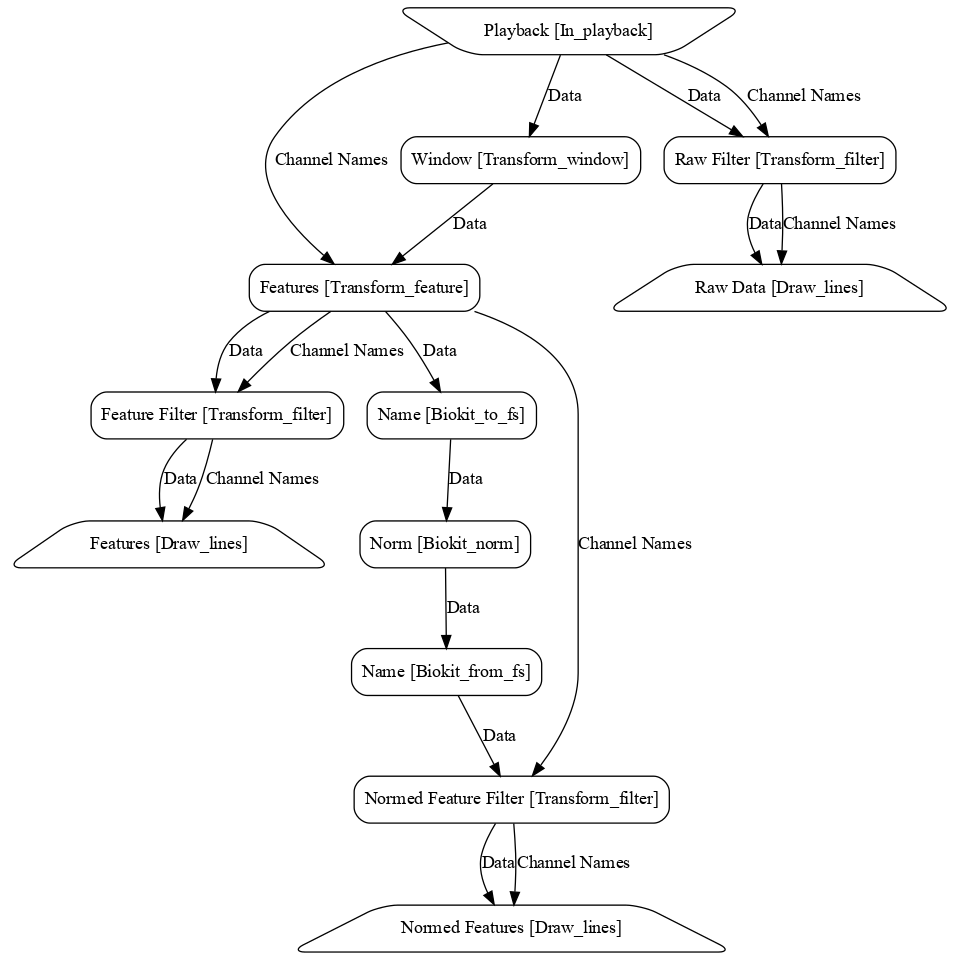 Playback [In_playback]
Data
Data
Channel Names
Channel Names
Window [Transform_window]
Raw Filter [Transform_filter]
Data
Data
Channel Names
Features [Transform_feature]
Raw Data [Draw_lines]
Data
Channel Names
Data
Feature Filter [Transform_filter]
Name [Biokit_to_fs]
Data
Channel Names
Data
Features [Draw_lines]
Norm [Biokit_norm]
Channel Names
Data
Name [Biokit_from_fs]
Data
Normed Feature Filter [Transform_filter]
Data
Channel Names
Normed Features [Draw_lines]